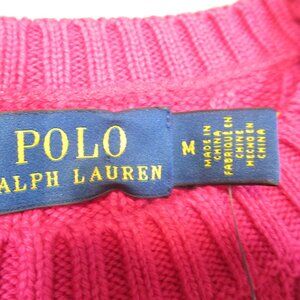 POLO
RALPH LAUREN
M
MADE IN
CHINA
FABRIQUÉ EN
CHINE
HECHO EN
CHINA